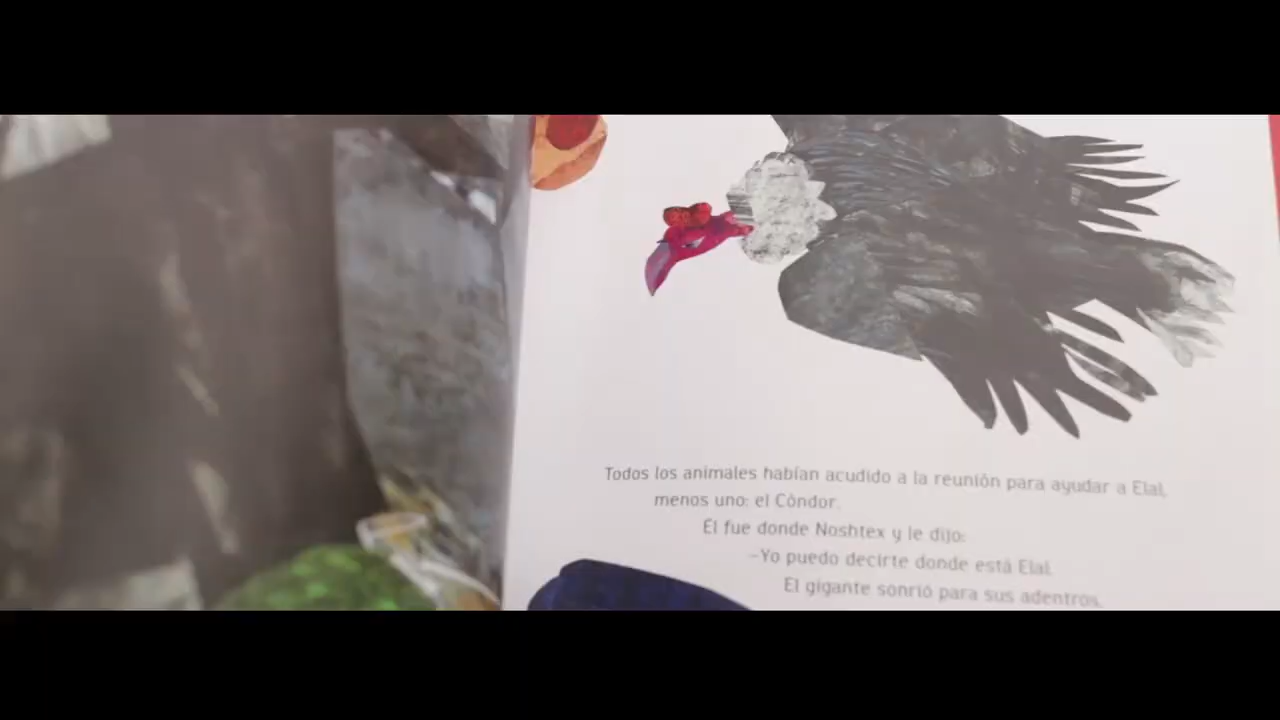 Todos los animales habían acudido a la reunión para ayudar a Elal,
menos uno: el Cóndor.
Él fue donde Noshtex y le dijo:
–Yo puedo decirte donde está Elal.
El gigante sonrió para sus adentros.